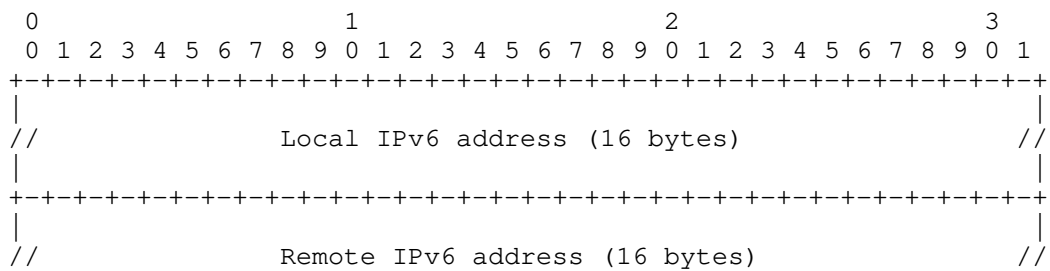 0                   1                   2                   3
 0 1 2 3 4 5 6 7 8 9 0 1 2 3 4 5 6 7 8 9 0 1 2 3 4 5 6 7 8 9 0 1
+-+-+-+-+-+-+-+-+-+-+-+-+-+-+-+-+-+-+-+-+-+-+-+-+-+-+-+-+-+-+-+-+
|                                                               |
//               Local IPv6 address (16 bytes)                 //
|                                                               |
+-+-+-+-+-+-+-+-+-+-+-+-+-+-+-+-+-+-+-+-+-+-+-+-+-+-+-+-+-+-+-+-+
|                                                               |
//               Remote IPv6 address (16 bytes)                //